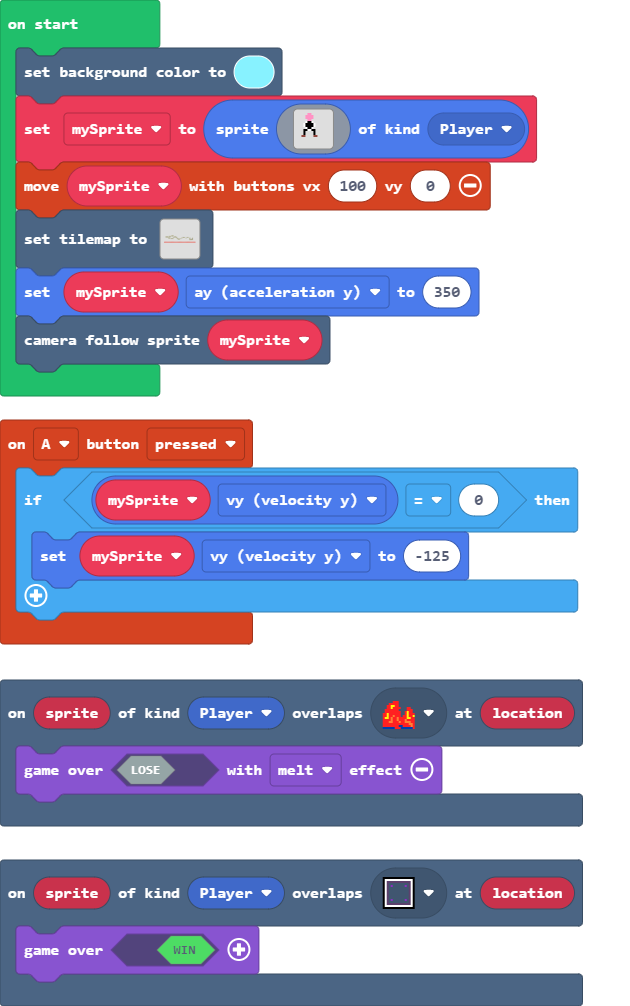 on start
set background color to
set mySprite to sprite of kind Player
move mySprite with buttons vx 100 vy 0
set tilemap to
set mySprite ay (acceleration y) to 350
camera follow sprite mySprite
on A button pressed
if mySprite vy (velocity y) = 0 then
set mySprite vy (velocity y) to -125
on sprite of kind Player overlaps at location
game over LOSE with melt effect
on sprite of kind Player overlaps at location
game over WIN